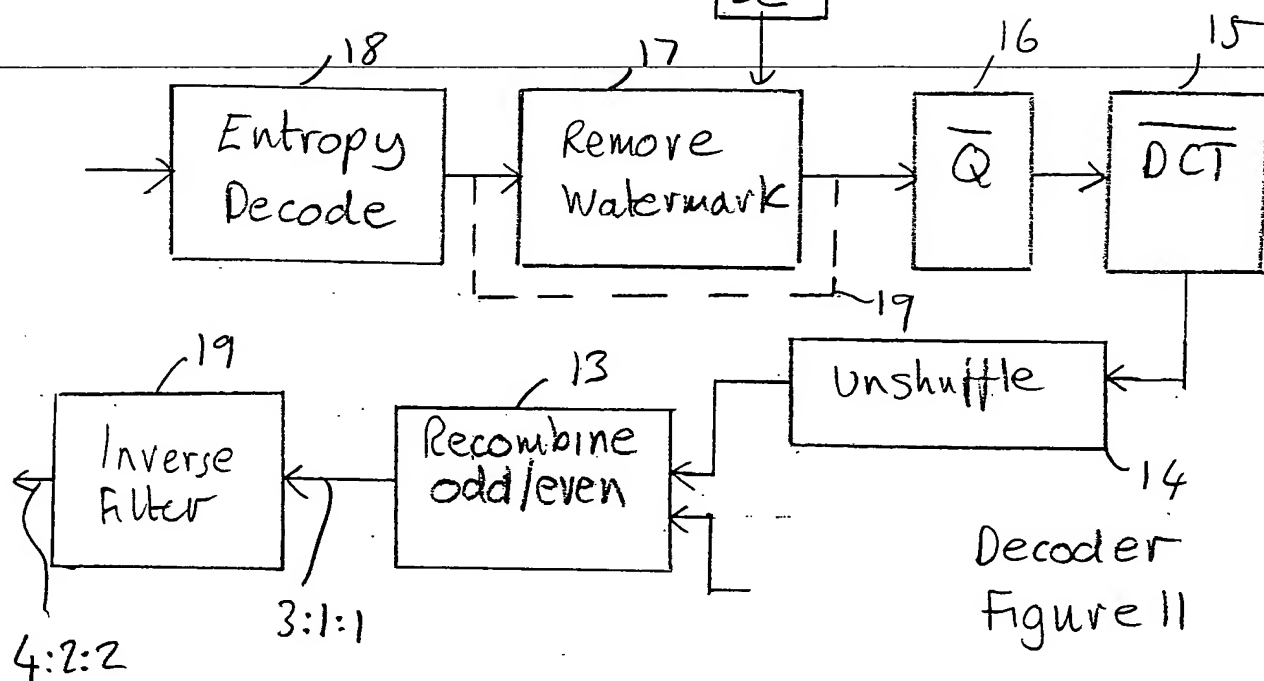 18
17
16
15
Entropy
Decode
Remove
Watermark
Q̅
D̅C̅T̅
19
Unshuffle
14
19
13
Inverse
Filter
Recombine
odd/even
4:2:2
3:1:1
Decoder
Figure 11